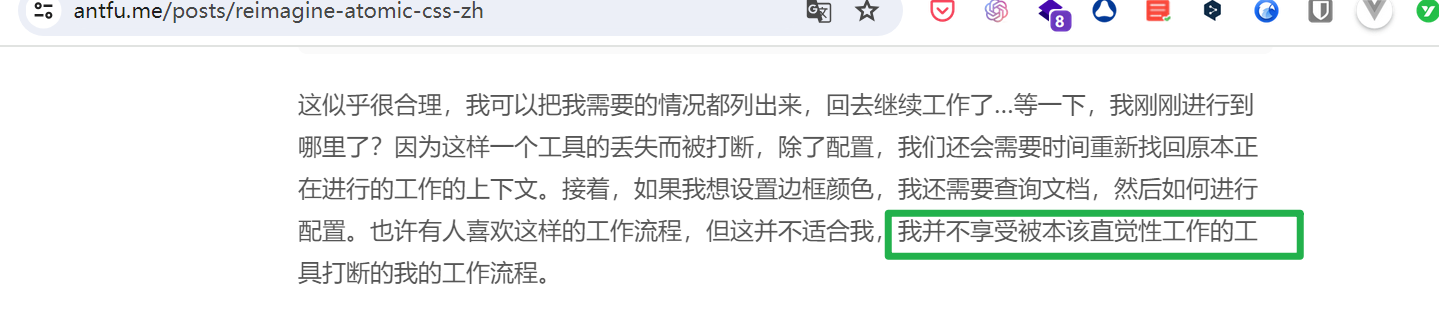 antfu.me/posts/reimagine-atomic-css-zh
8
这似乎很合理，我可以把我需要的情况都列出来，回去继续工作了...等一下，我刚刚进行到
哪里了？因为这样一个工具的丢失而被打断，除了配置，我们还会需要时间重新找回原本正
在进行的工作的上下文。接着，如果我想设置边框颜色，我还需要查询文档，然后如何进行
配置。也许有人喜欢这样的工作流程，但这并不适合我，我并不享受被本该直觉性工作的工
具打断的我的工作流程。